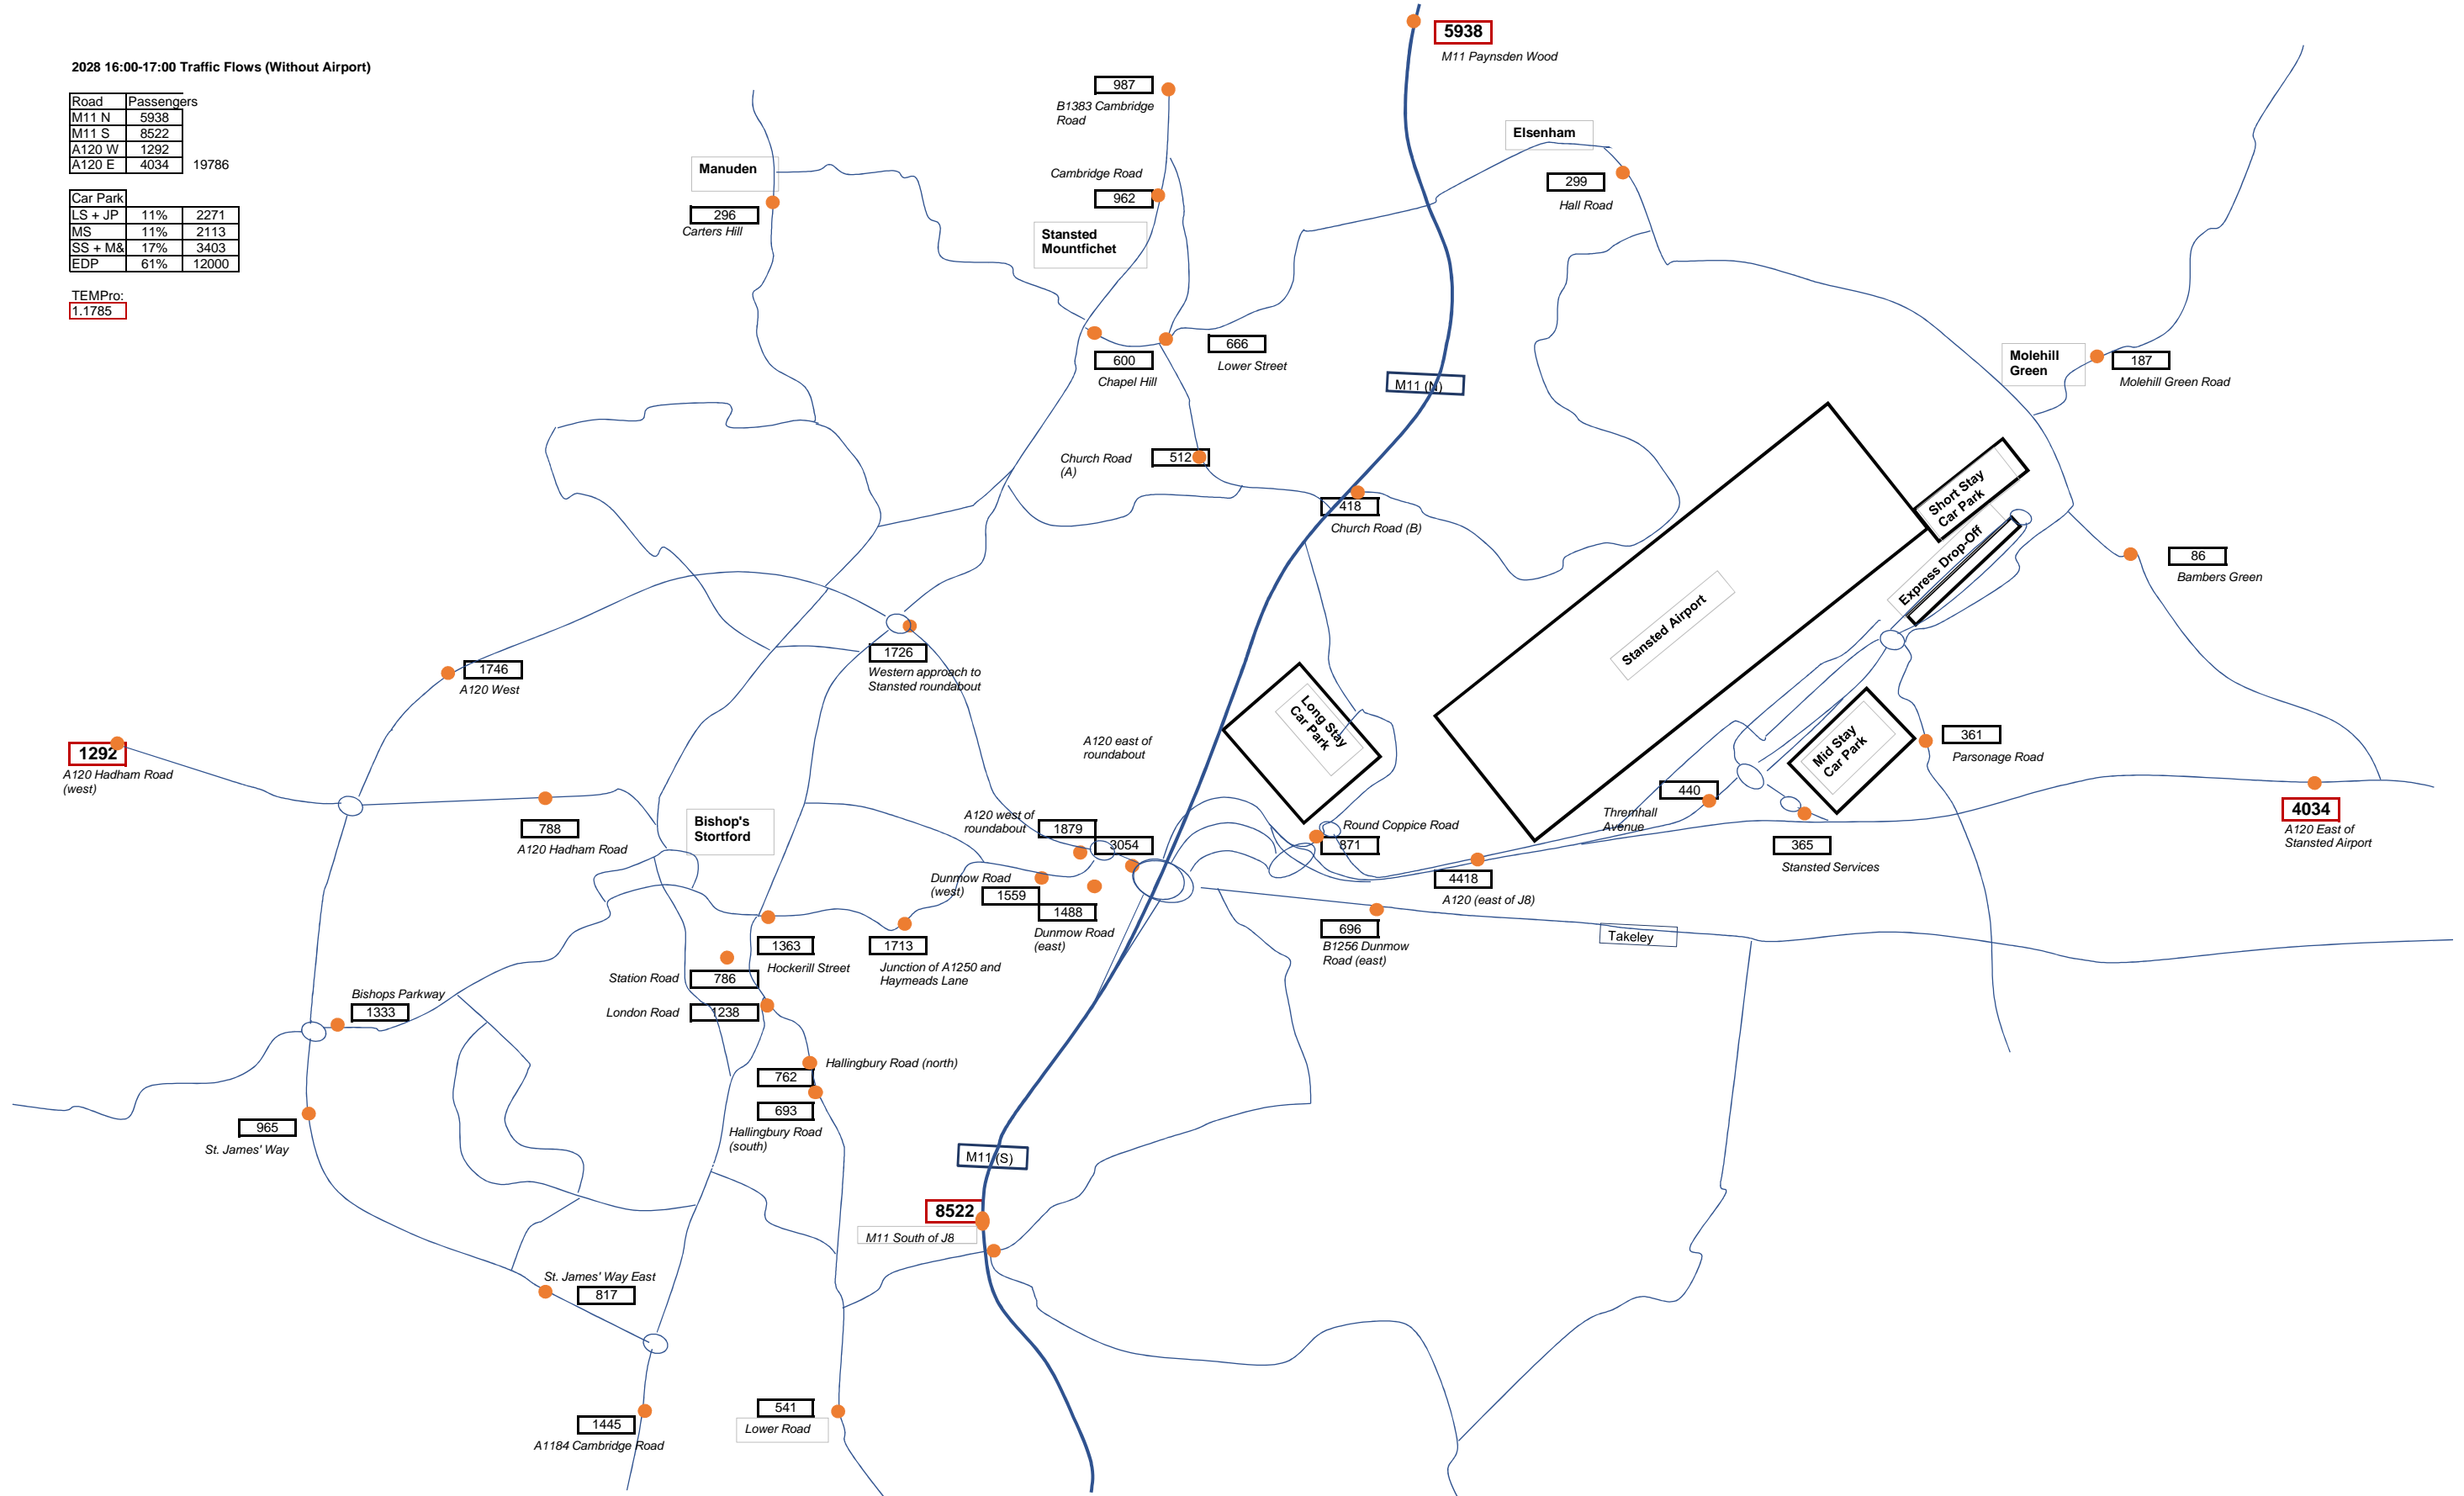 5938
M11 Paynsden Wood
2028 16:00-17:00 Traffic Flows (Without Airport)
Road Passengers
M11 N 5938
M11 S 8522
A120 W 1292
A120 E 4034 19786
Car Park
LS + JP 11% 2271
MS 11% 2113
SS + M& 17% 3403
EDP 61% 12000
TEMPro:
1.1785
987
B1383 Cambridge
Road
Cambridge Road
962
Stansted
Mountfichet
Manuden
296
Carters Hill
Elsenham
299
Hall Road
600
Chapel Hill
666
Lower Street
M11 (N)
Molehill
Green
187
Molehill Green Road
Church Road
(A)
512
418
Church Road (B)
Short Stay
Car Park
Express Drop-Off
Stansted Airport
86
Bambers Green
1726
Western approach to
Stansted roundabout
1746
A120 West
1292
A120 Hadham Road
(west)
Long Stay
Car Park
Mid Stay
Car Park
361
Parsonage Road
A120 east of
roundabout
788
A120 Hadham Road
Bishop's
Stortford
A120 west of
roundabout
1879
3054
Round Coppice Road
871
440
Thremhall
Avenue
365
Stansted Services
4034
A120 East of
Stansted Airport
Dunmow Road
(west)
1559
1488
Dunmow Road
(east)
4418
A120 (east of J8)
696
B1256 Dunmow
Road (east)
Takeley
1363
Hockerill Street
1713
Junction of A1250 and
Haymeads Lane
Station Road
786
London Road
1238
Bishops Parkway
1333
Hallingbury Road (north)
762
693
Hallingbury Road
(south)
965
St. James' Way
M11 (S)
8522
M11 South of J8
St. James' Way East
817
1445
A1184 Cambridge Road
541
Lower Road